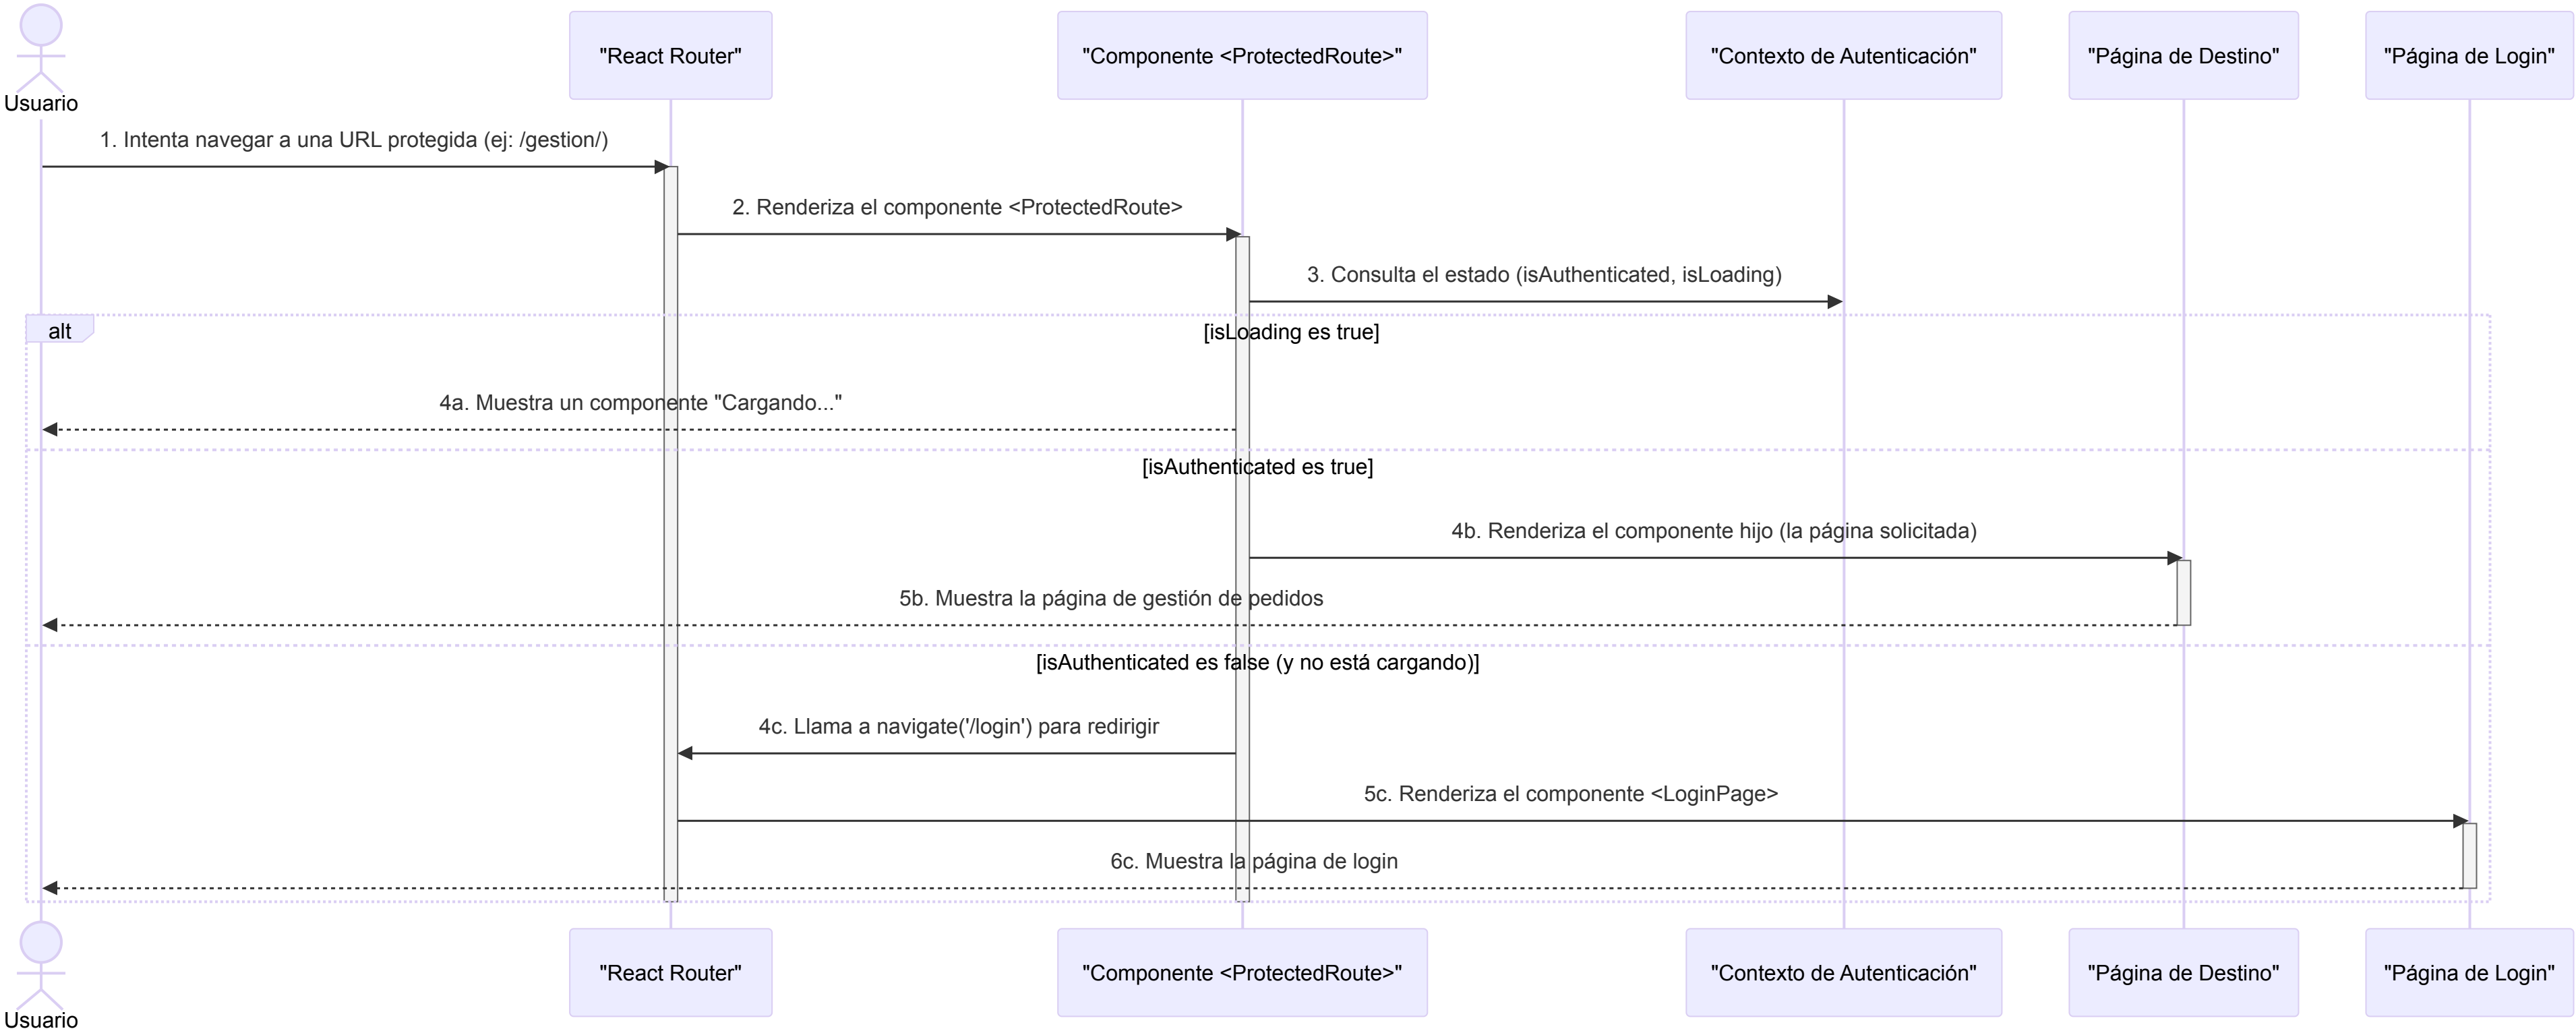 Usuario
"React Router"
"Componente <ProtectedRoute>"
"Contexto de Autenticación"
"Página de Destino"
"Página de Login"
1. Intenta navegar a una URL protegida (ej: /gestion/)
2. Renderiza el componente <ProtectedRoute>
3. Consulta el estado (isAuthenticated, isLoading)
alt
[isLoading es true]
4a. Muestra un componente "Cargando..."
[isAuthenticated es true]
4b. Renderiza el componente hijo (la página solicitada)
5b. Muestra la página de gestión de pedidos
[isAuthenticated es false (y no está cargando)]
4c. Llama a navigate('/login') para redirigir
5c. Renderiza el componente <LoginPage>
6c. Muestra la página de login
Usuario
"React Router"
"Componente <ProtectedRoute>"
"Contexto de Autenticación"
"Página de Destino"
"Página de Login"